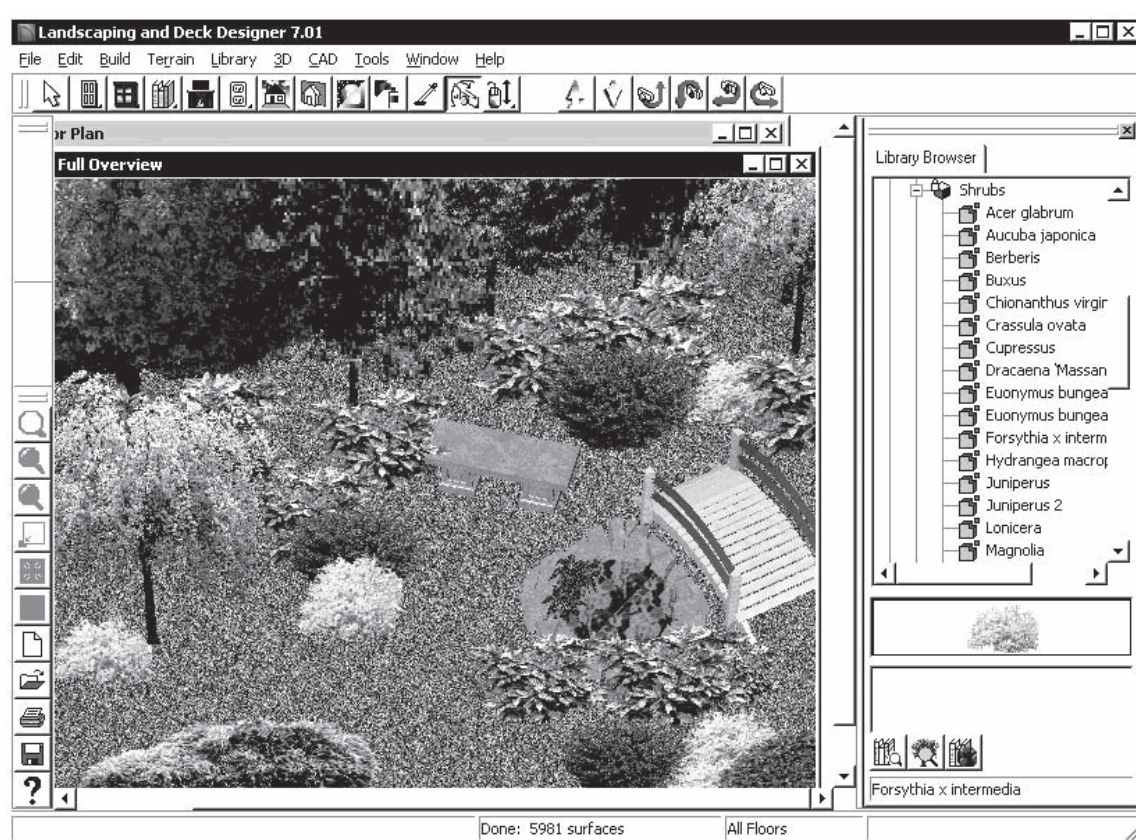 Landscaping and Deck Designer 7.01
File Edit Build Terrain Library 3D CAD Tools Window Help
or Plan
Full Overview
Library Browser
Shrubs
Acer glabrum
Aucuba japonica
Berberis
Buxus
Chionanthus virgir
Crassula ovata
Cupressus
Dracaena 'Massan
Euonymus bungea
Euonymus bungea
Forsythia x interm
Hydrangea macrop
Juniperus
Juniperus 2
Lonicera
Magnolia
Forsythia x intermedia
Done: 5981 surfaces
All Floors